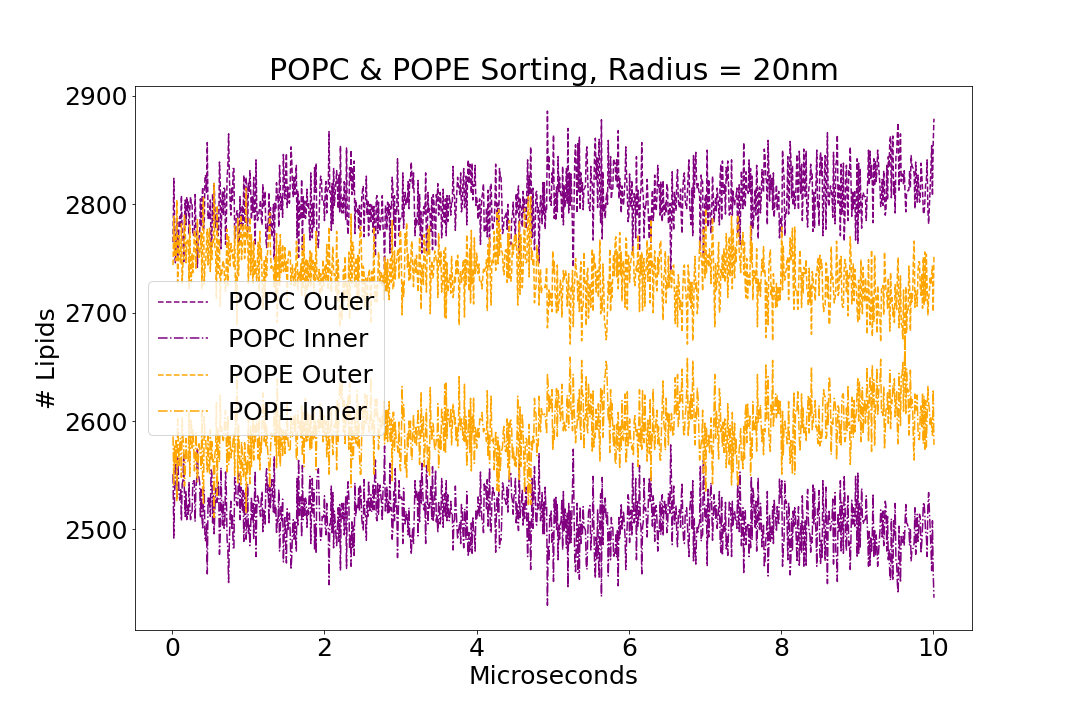 POPC & POPE Sorting, Radius = 20nm
2900
2800
2700
2600
2500
# Lipids
POPC Outer
POPC Inner
POPE Outer
POPE Inner
0 2 4 6 8 10
Microseconds